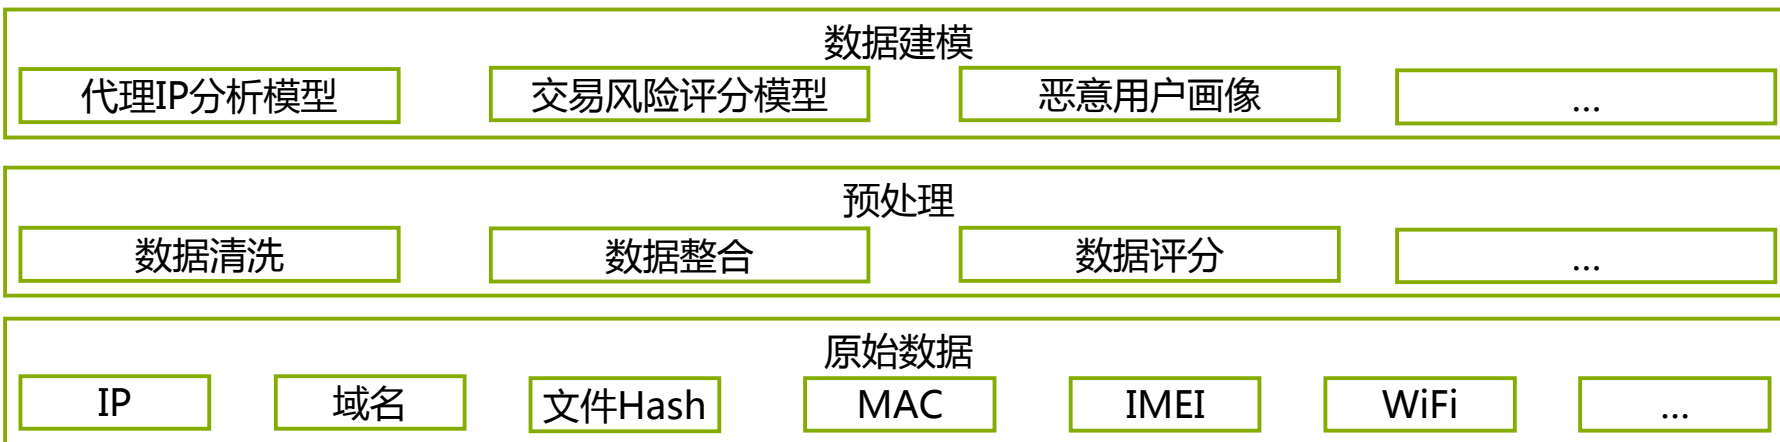 数据建模
代理IP分析模型 交易风险评分模型 恶意用户画像 ...
预处理
数据清洗 数据整合 数据评分 ...
原始数据
IP 域名 文件Hash MAC IMEI WiFi ...